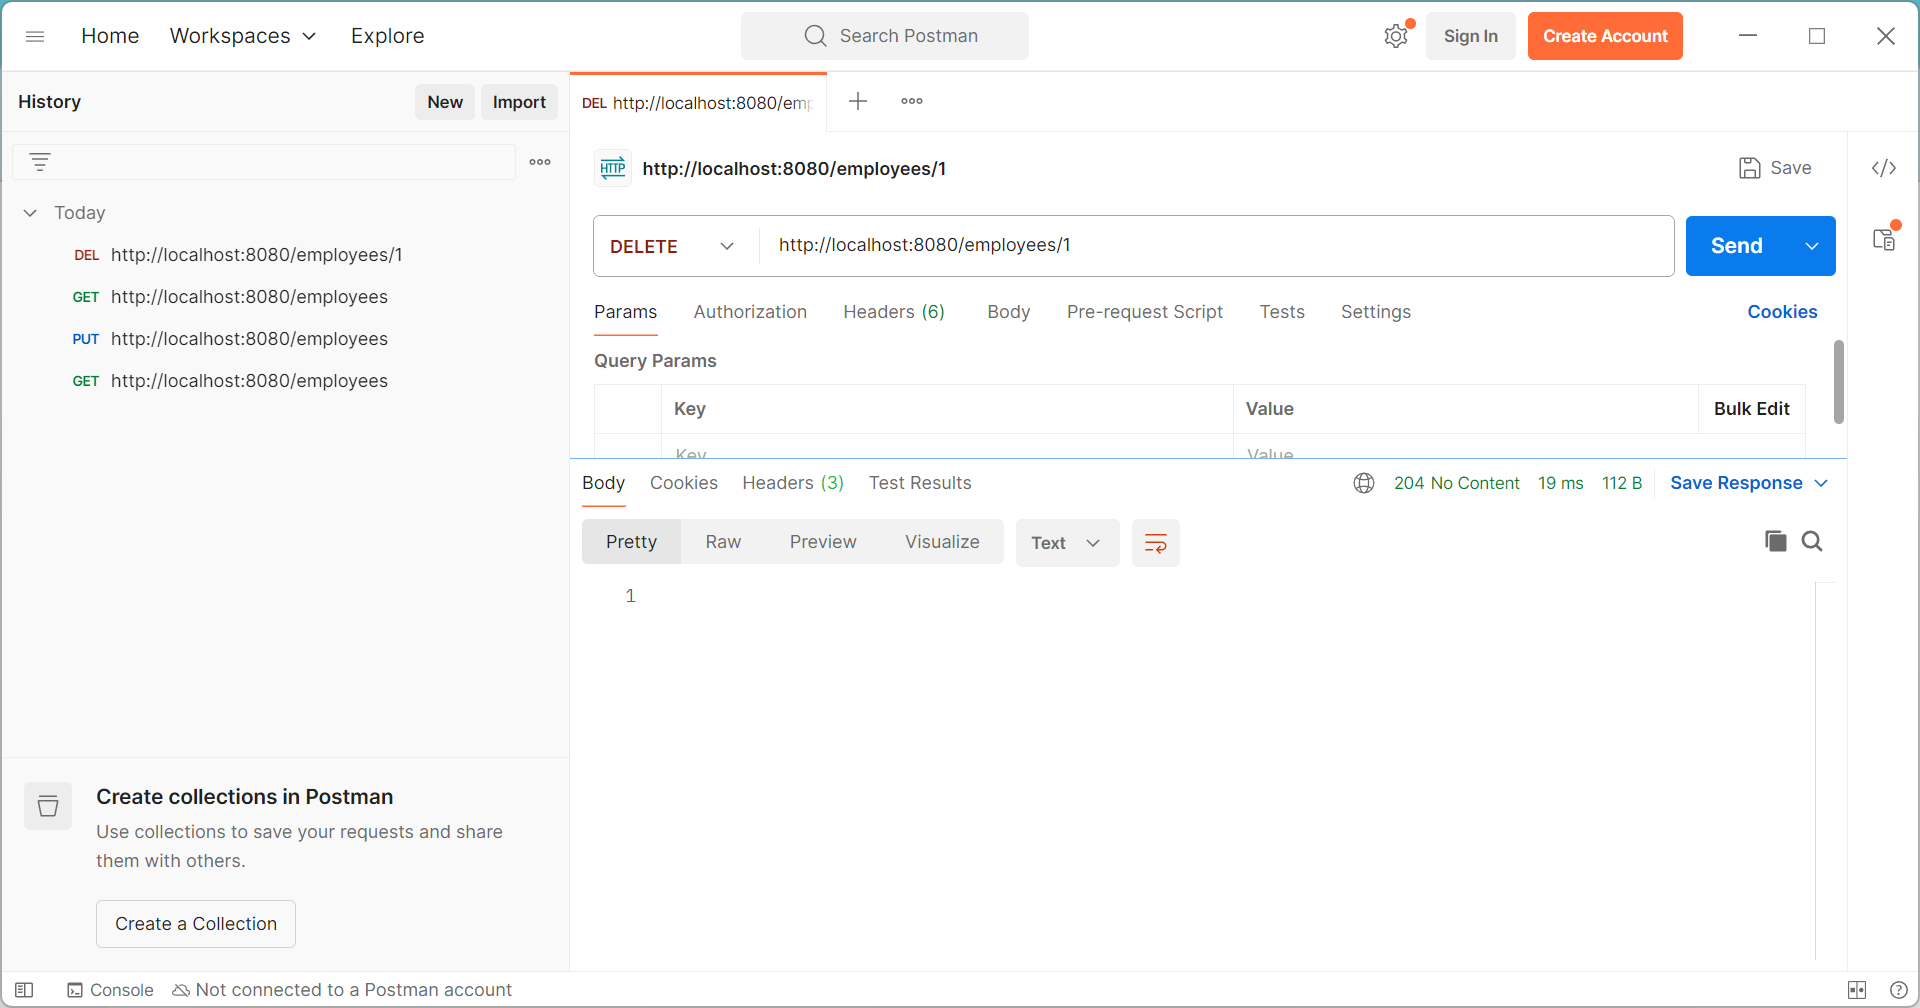 Home Workspaces Explore Search Postman Sign In Create Account
History New Import
DEL http://localhost:8080/emp
HTTP http://localhost:8080/employees/1 Save </>
Today
DEL http://localhost:8080/employees/1
GET http://localhost:8080/employees
PUT http://localhost:8080/employees
GET http://localhost:8080/employees
DELETE http://localhost:8080/employees/1 Send
Params Authorization Headers (6) Body Pre-request Script Tests Settings Cookies
Query Params
Key Value Bulk Edit
Key Value
Body Cookies Headers (3) Test Results 204 No Content 19 ms 112 B Save Response
Pretty Raw Preview Visualize Text
1
Create collections in Postman
Use collections to save your requests and share
them with others.
Create a Collection
Console Not connected to a Postman account